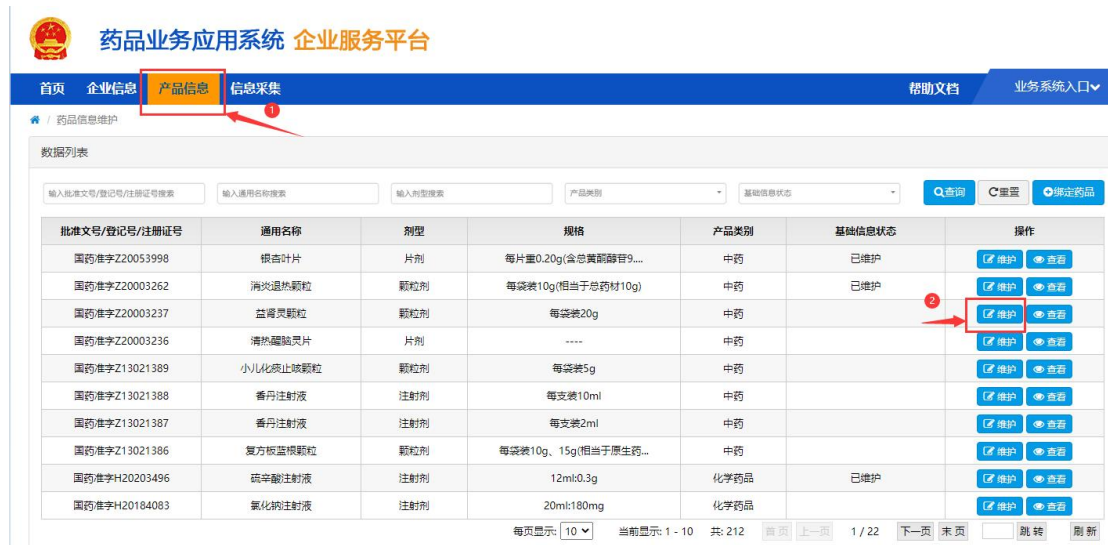 药品业务应用系统 企业服务平台
首页 企业信息 产品信息 信息采集 帮助文档 业务系统入口
1
/ 药品信息维护
数据列表
输入批准文号/登记号/注册证号搜索 输入通用名称搜索 输入剂型搜索 产品类别 基础信息状态 查询 重置 绑定药品
批准文号/登记号/注册证号 通用名称 剂型 规格 产品类别 基础信息状态 操作
国药准字Z20053998 银杏叶片 片剂 每片重0.20g(含总黄酮醇苷9.... 中药 已维护 维护 查看
国药准字Z20003262 消炎退热颗粒 颗粒剂 每袋装10g(相当于总药材10g) 中药 已维护 维护 查看
2
国药准字Z20003237 益肾灵颗粒 颗粒剂 每袋装20g 中药 维护 查看
国药准字Z20003236 清热醒脑灵片 片剂 ---- 中药 维护 查看
国药准字Z13021389 小儿化痰止咳颗粒 颗粒剂 每袋装5g 中药 维护 查看
国药准字Z13021388 香丹注射液 注射剂 每支装10ml 中药 维护 查看
国药准字Z13021387 香丹注射液 注射剂 每支装2ml 中药 维护 查看
国药准字Z13021386 复方板蓝根颗粒 颗粒剂 每袋装10g、15g(相当于原生药... 中药 维护 查看
国药准字H20203496 硫辛酸注射液 注射剂 12ml:0.3g 化学药品 已维护 维护 查看
国药准字H20184083 氯化钠注射液 注射剂 20ml:180mg 化学药品 维护 查看
每页显示: 10 当前显示: 1 - 10 共: 212 首页 上一页 1 / 22 下一页 末页 跳转 刷新